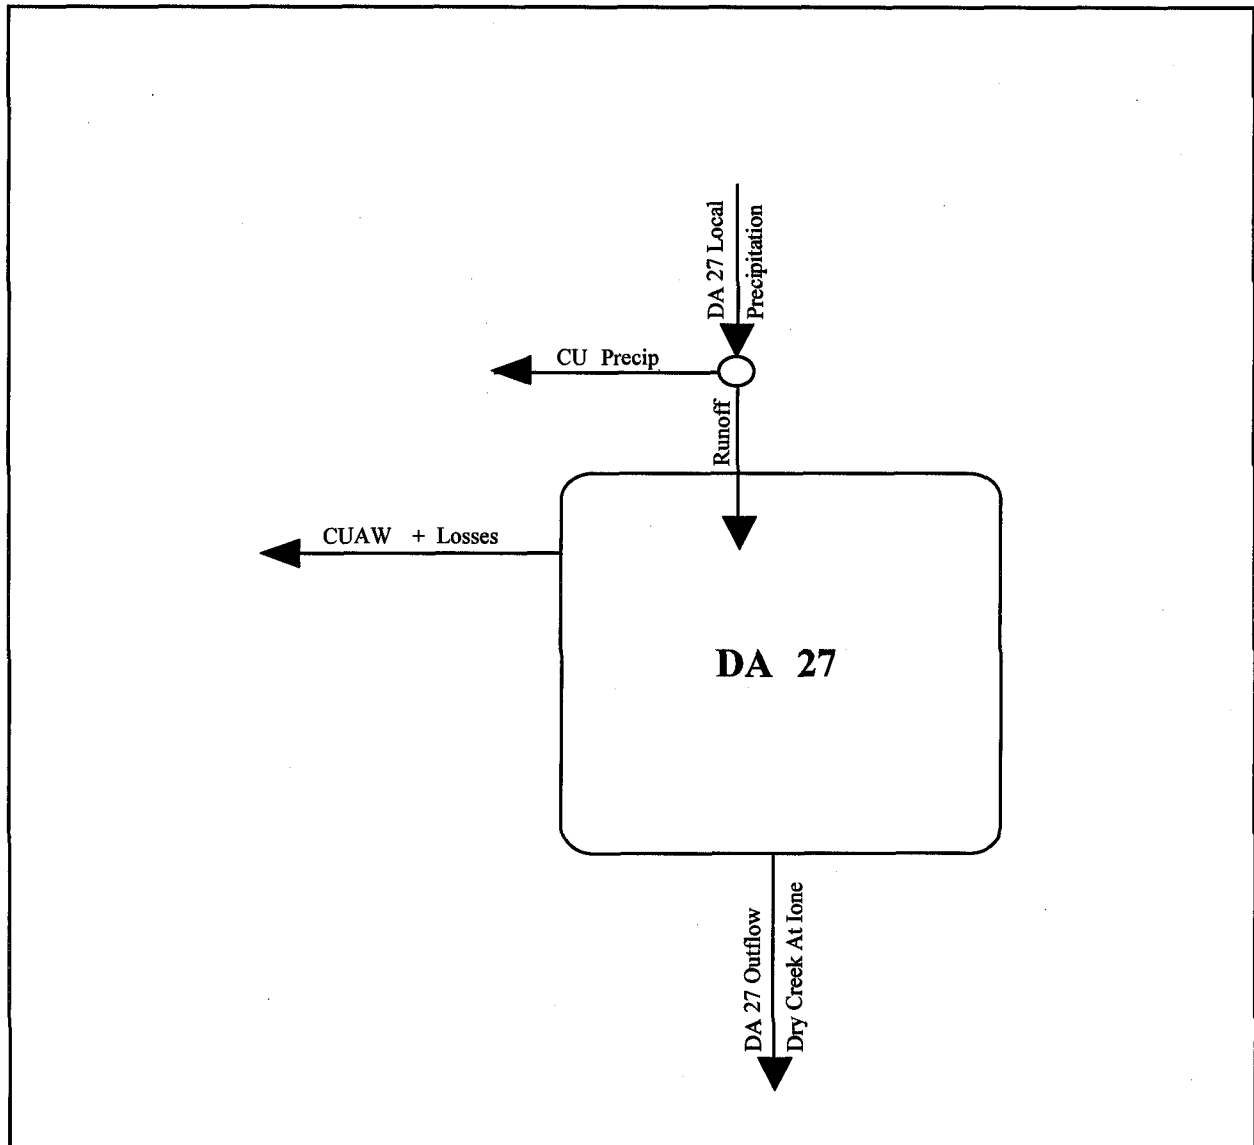 DA 27 Local
Precipitation
CU Precip
Runoff
CUAW + Losses
DA 27
DA 27 Outflow
Dry Creek At Ione